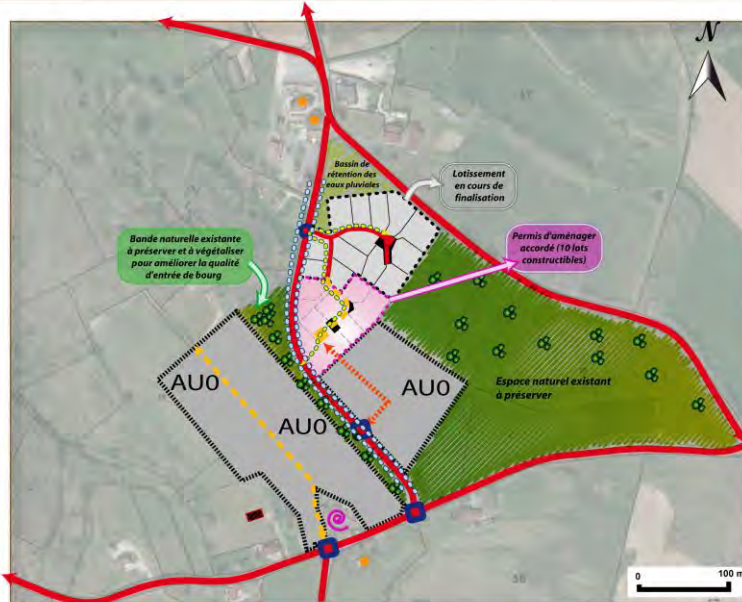 N
Bassin de
rétention des
eaux pluviales
Lotissement
en cours de
finalisation
Bande naturelle existante
à préserver et à végétaliser
pour améliorer la qualité
d'entrée de bourg
Permis d'aménager
accordé (10 lots
constructibles)
AU0
AU0
AU0
Espace naturel existant
à préserver
0 100 m